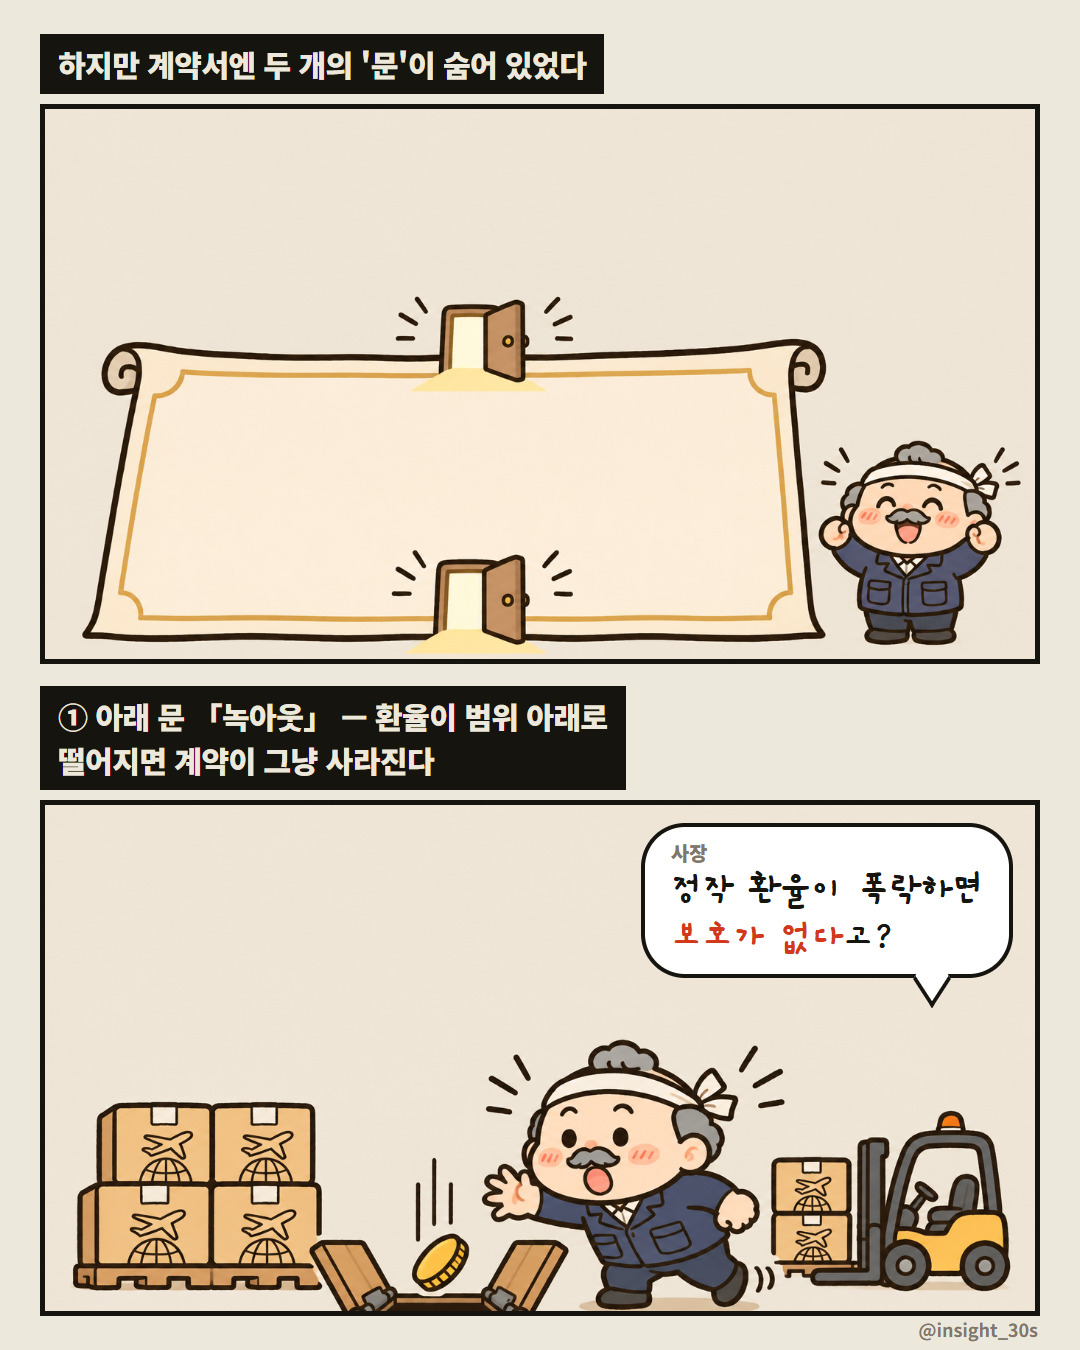 하지만 계약서엔 두 개의 '문'이 숨어 있었다
① 아래 문 「녹아웃」 — 환율이 범위 아래로
떨어지면 계약이 그냥 사라진다
사장
정작 환율이 폭락하면
보호가 없다고?
@insight_30s